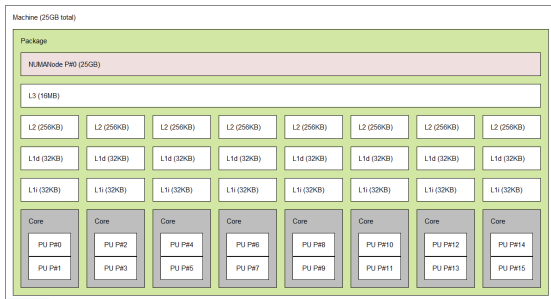 Machine (25GB total)
Package
NUMANode P#0 (25GB)
L3 (16MB)
L2 (256KB) L2 (256KB) L2 (256KB) L2 (256KB) L2 (256KB) L2 (256KB) L2 (256KB) L2 (256KB)
L1d (32KB) L1d (32KB) L1d (32KB) L1d (32KB) L1d (32KB) L1d (32KB) L1d (32KB) L1d (32KB)
L1i (32KB) L1i (32KB) L1i (32KB) L1i (32KB) L1i (32KB) L1i (32KB) L1i (32KB) L1i (32KB)
Core Core Core Core Core Core Core Core
PU P#0 PU P#2 PU P#4 PU P#6 PU P#8 PU P#10 PU P#12 PU P#14
PU P#1 PU P#3 PU P#5 PU P#7 PU P#9 PU P#11 PU P#13 PU P#15